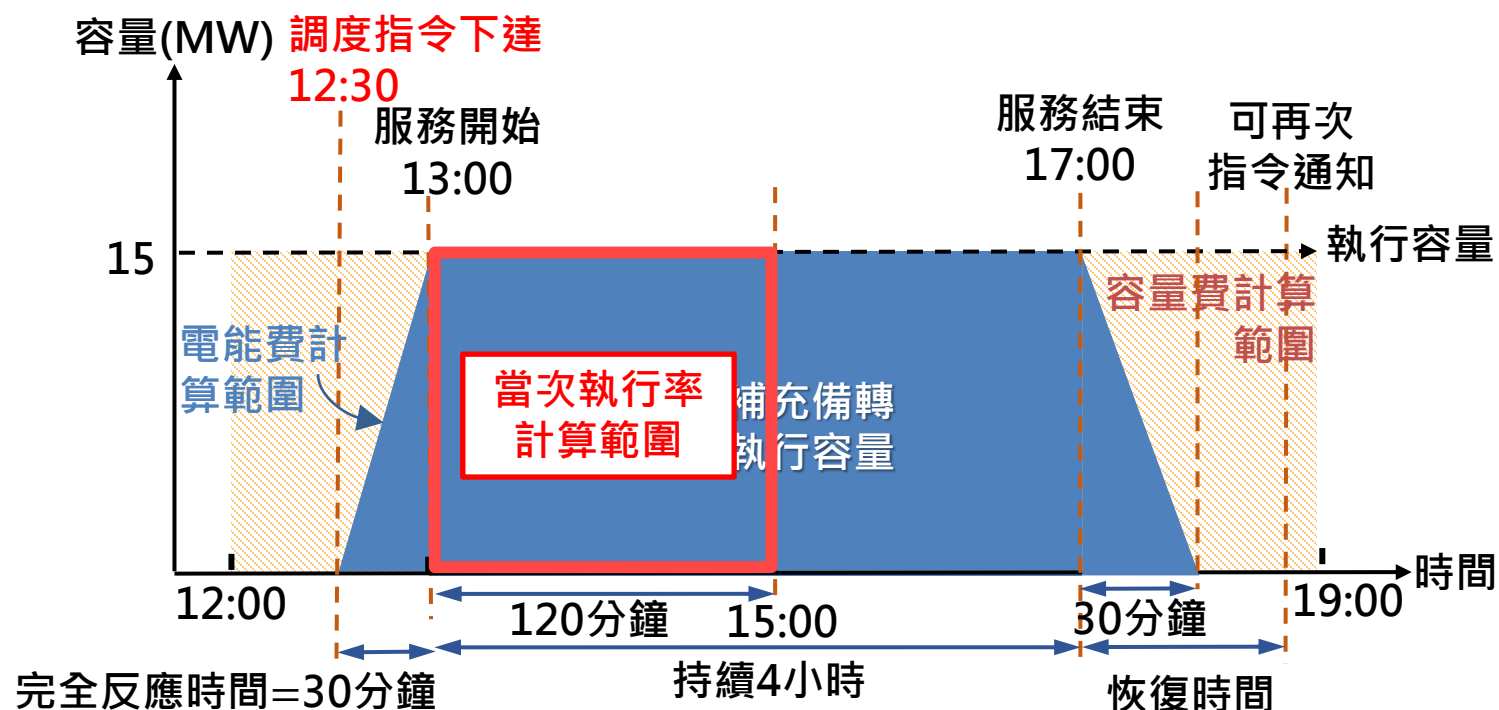 容量(MW)
調度指令下達
12:30
服務開始
13:00
服務結束
17:00
可再次
指令通知
15
執行容量
容量費計算
範圍
電能費計
算範圍
當次執行率
計算範圍
補充備轉
執行容量
時間
12:00
120分鐘
15:00
30分鐘
19:00
完全反應時間=30分鐘
持續4小時
恢復時間